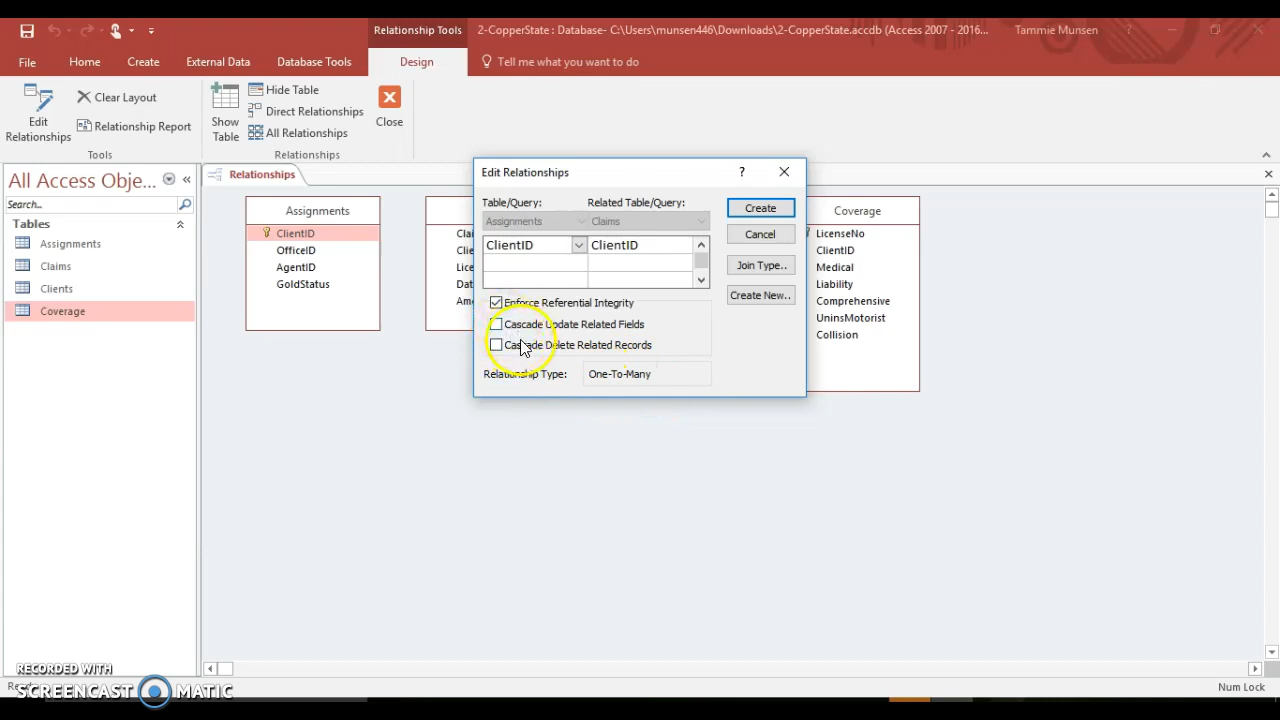 Relationship Tools
2-CopperState : Database- C:\Users\munsen446\Downloads\2-CopperState.accdb (Access 2007 - 2016...
Tammie Munsen
?
File
Home
Create
External Data
Database Tools
Design
Tell me what you want to do
Edit
Relationships
Clear Layout
Relationship Report
Tools
Show
Table
Hide Table
Direct Relationships
All Relationships
Relationships
Close
All Access Obje...
Search...
Tables
Assignments
Claims
Clients
Coverage
Relationships
Assignments
ClientID
OfficeID
AgentID
GoldStatus
Clai
Clie
Lice
Dat
Am
Edit Relationships
?
Table/Query:
Related Table/Query:
Assignments
Claims
ClientID
ClientID
Enforce Referential Integrity
Cascade Update Related Fields
Cascade Delete Related Records
Relationship Type:
One-To-Many
Create
Cancel
Join Type..
Create New..
Coverage
LicenseNo
ClientID
Medical
Liability
Comprehensive
UninsMotorist
Collision
RECORDED WITH
SCREENCAST MATIC
Num Lock